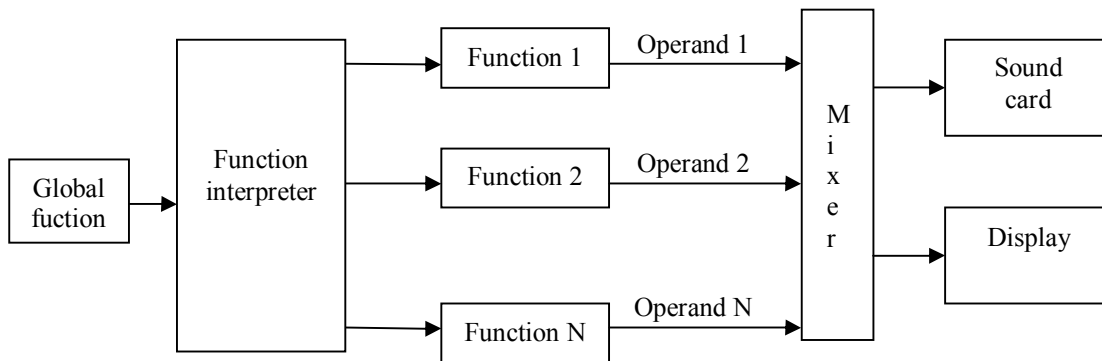 Global
fuction
Function
interpreter
Function 1
Operand 1
Function 2
Operand 2
Function N
Operand N
M
i
x
e
r
Sound
card
Display